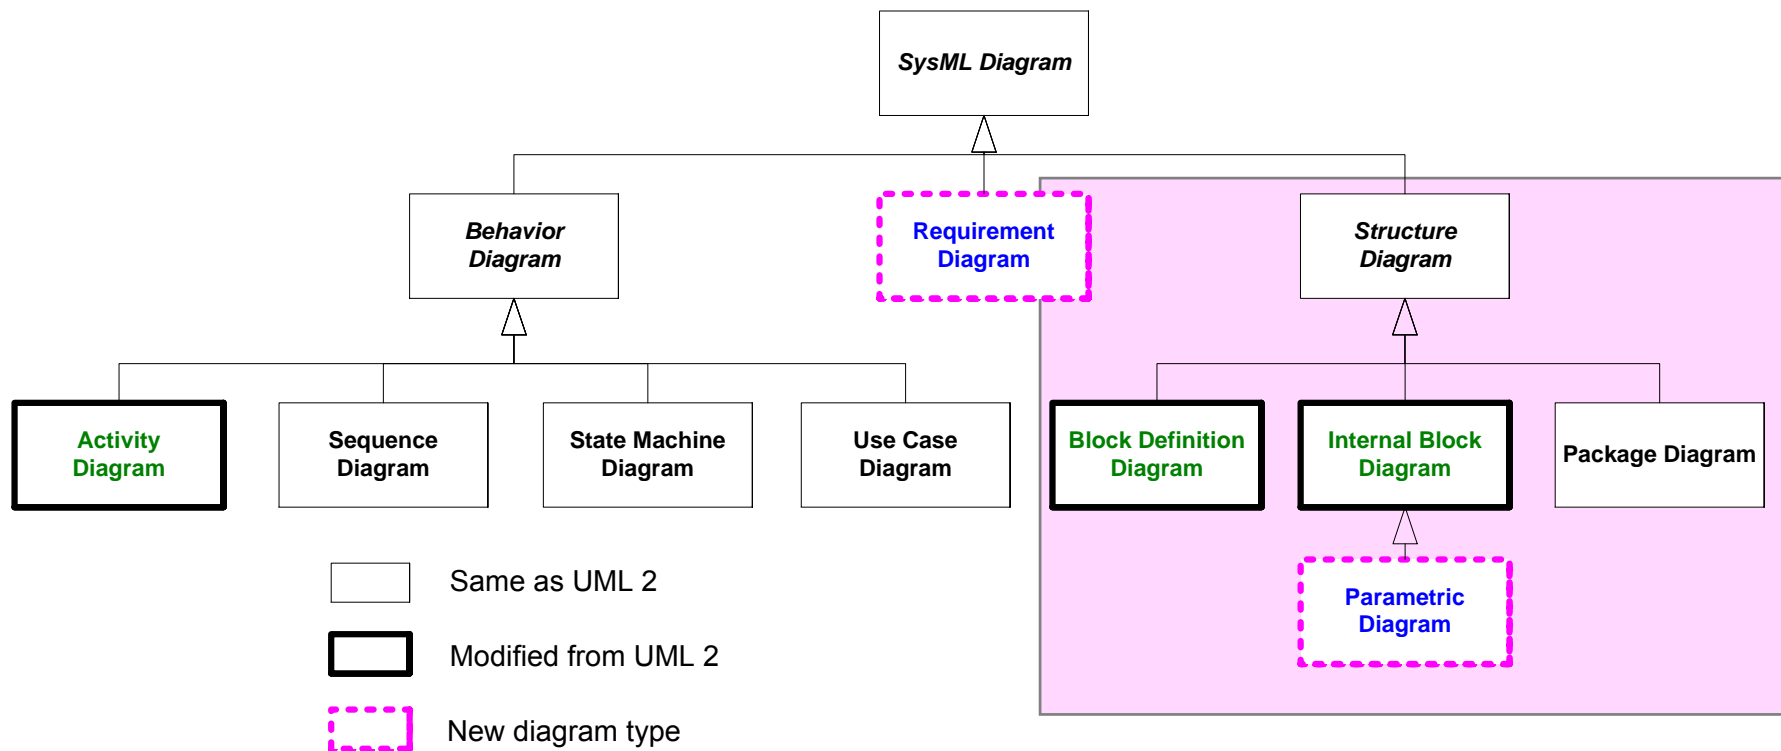 SysML Diagram
Behavior
Diagram
Requirement
Diagram
Structure
Diagram
Activity
Diagram
Sequence
Diagram
State Machine
Diagram
Use Case
Diagram
Block Definition
Diagram
Internal Block
Diagram
Package Diagram
Parametric
Diagram
Same as UML 2
Modified from UML 2
New diagram type